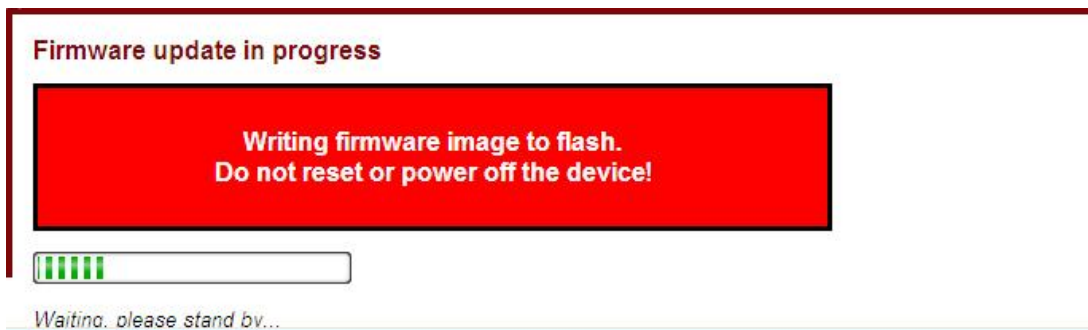 Firmware update in progress
Writing firmware image to flash.
Do not reset or power off the device!
Waiting, please stand by...